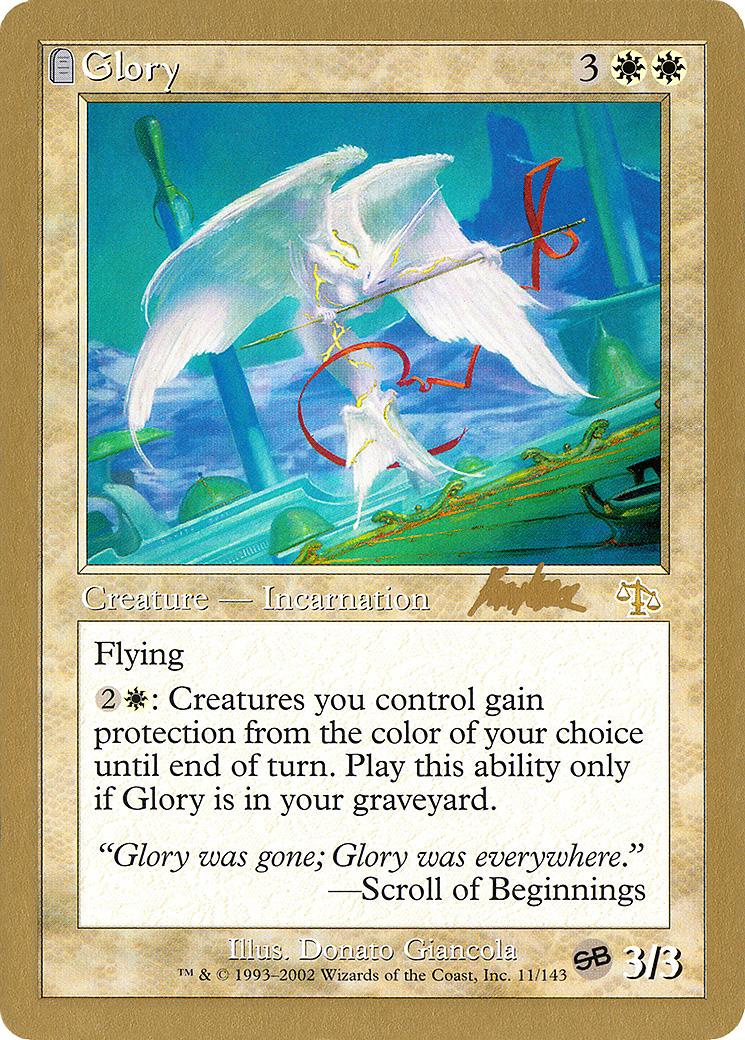 Glory 3
Creature — Incarnation
Flying
2: Creatures you control gain
protection from the color of your choice
until end of turn. Play this ability only
if Glory is in your graveyard.
“Glory was gone; Glory was everywhere.”
—Scroll of Beginnings
Illus. Donato Giancola
™ & © 1993–2002 Wizards of the Coast, Inc. 11/143
SB 3/3